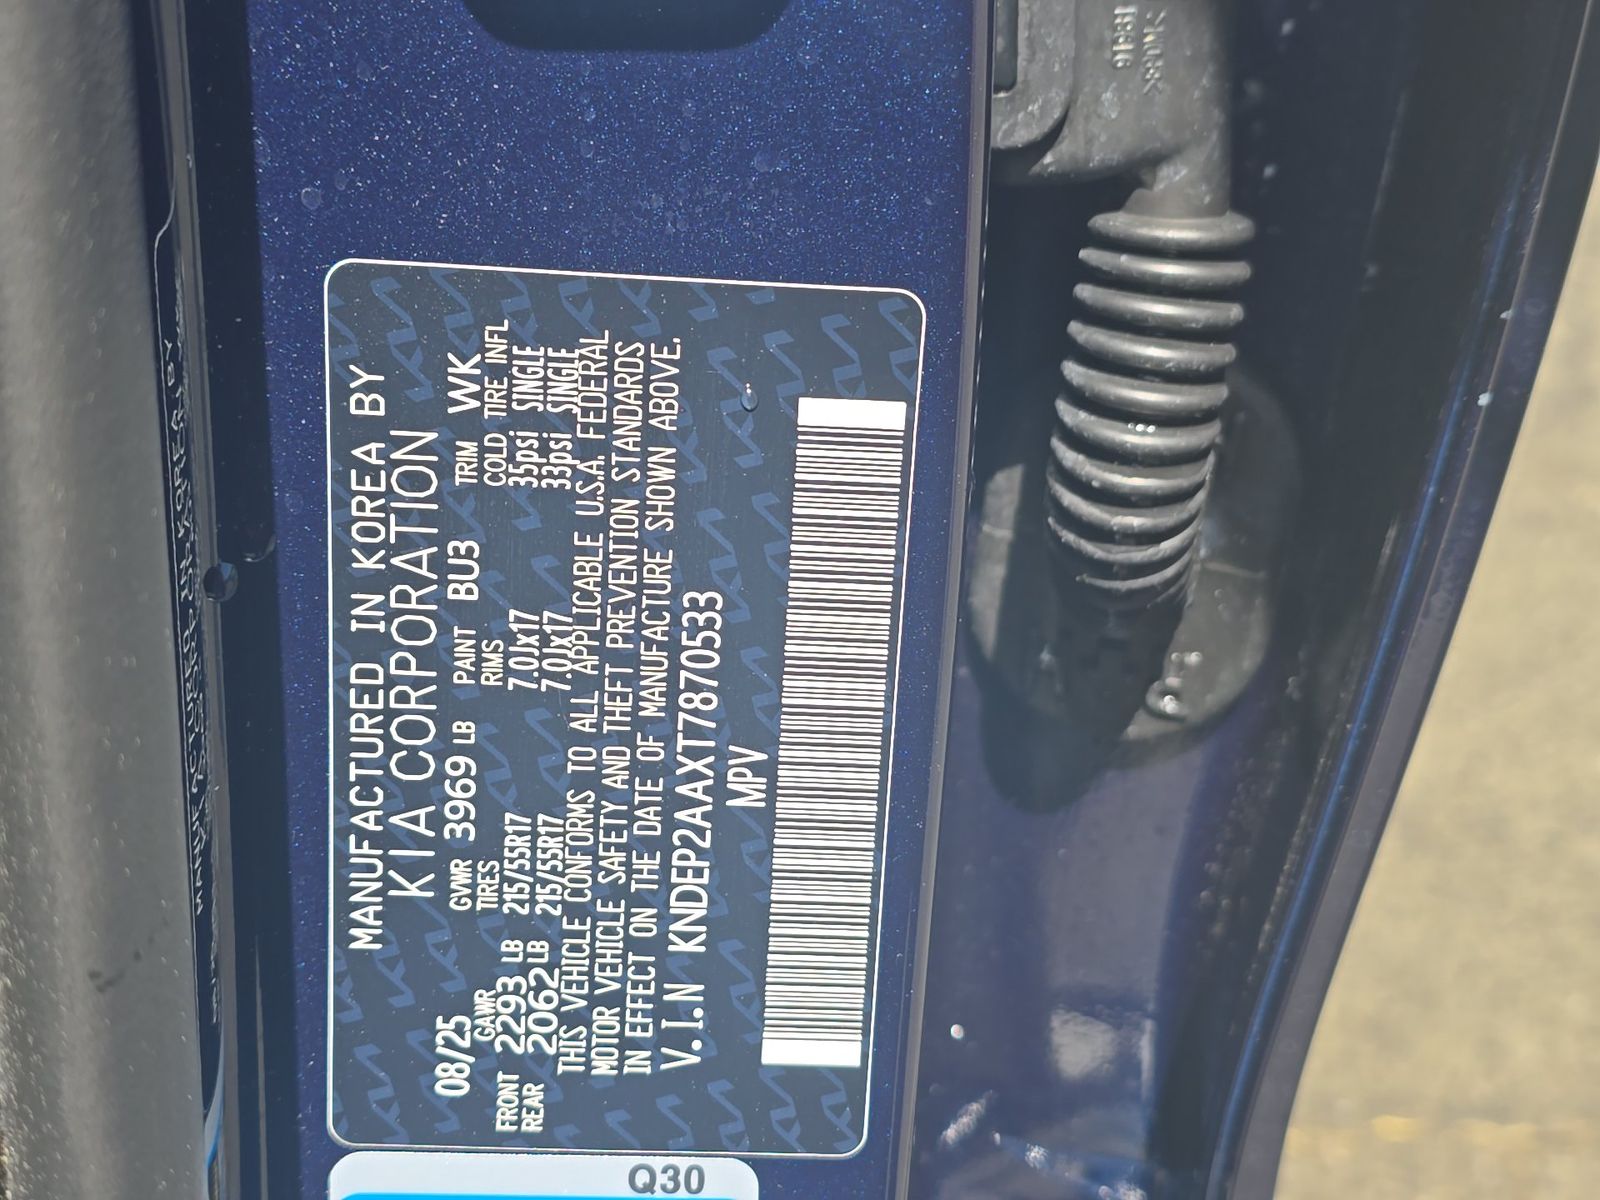 MANUFACTURED IN KOREA BY
KIA CORPORATION
08/25 GVWR 3969 LB PAINT BU3 TRIM WK
GAWR TIRES RIMS COLD TIRE INFL
FRONT 2293 LB 215/55R17 7.0Jx17 35psi SINGLE
REAR 2062 LB 215/55R17 7.0Jx17 33psi SINGLE
THIS VEHICLE CONFORMS TO ALL APPLICABLE U.S.A. FEDERAL
MOTOR VEHICLE SAFETY AND THEFT PREVENTION STANDARDS
IN EFFECT ON THE DATE OF MANUFACTURE SHOWN ABOVE.
V.I.N KNDEP2AAXT7870533
MPV
Q30